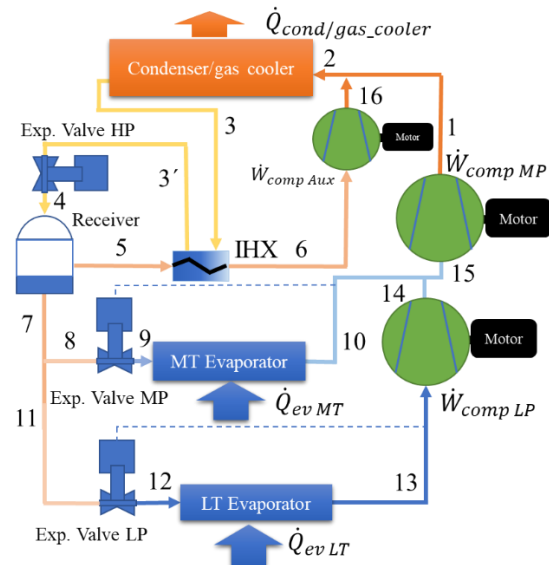 Q̇cond/gas_cooler
Condenser/gas cooler
2
16
3
1
Exp. Valve HP
3´
Motor
Ẇcomp Aux
Ẇcomp MP
4
Receiver
Motor
5
IHX
6
15
7
14
8
9
10
MT Evaporator
Motor
Exp. Valve MP
Q̇ev MT
Ẇcomp LP
11
12
13
LT Evaporator
Exp. Valve LP
Q̇ev LT